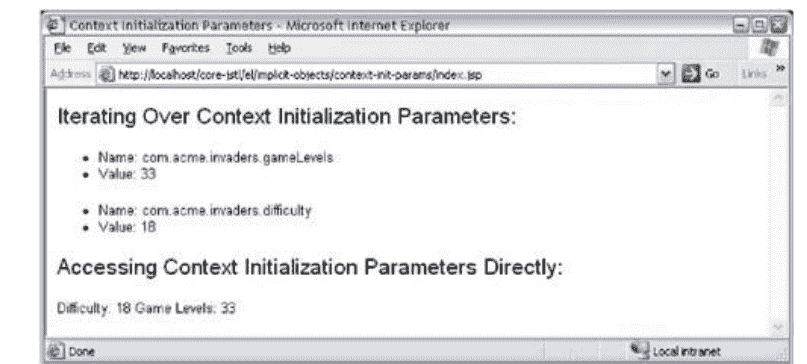 Context Initialization Parameters - Microsoft Internet Explorer
File Edit View Favorites Tools Help
Address http://localhost/core-jstl/el/implicit-objects/context-init-params/index.jsp Go Links »
Iterating Over Context Initialization Parameters:
• Name: com.acme.invaders.gameLevels
• Value: 33
• Name: com.acme.invaders.difficulty
• Value: 18
Accessing Context Initialization Parameters Directly:
Difficulty: 18 Game Levels: 33
Done Local intranet